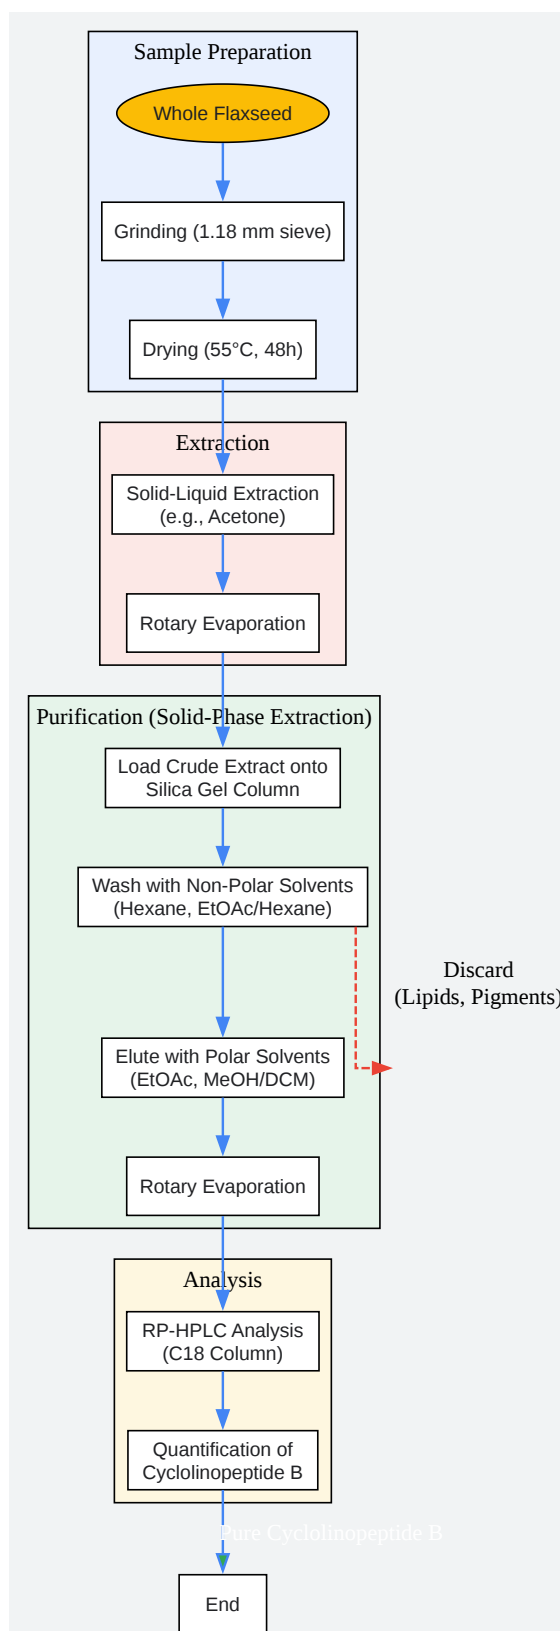 Sample Preparation
Whole Flaxseed
Grinding (1.18 mm sieve)
Drying (55°C, 48h)
Extraction
Solid-Liquid Extraction
(e.g., Acetone)
Rotary Evaporation
Purification (Solid-Phase Extraction)
Load Crude Extract onto
Silica Gel Column
Wash with Non-Polar Solvents
(Hexane, EtOAc/Hexane)
Discard
(Lipids, Pigments)
Elute with Polar Solvents
(EtOAc, MeOH/DCM)
Rotary Evaporation
Analysis
RP-HPLC Analysis
(C18 Column)
Quantification of
Cyclolinopeptide B
Pure Cyclolinopeptide B
End